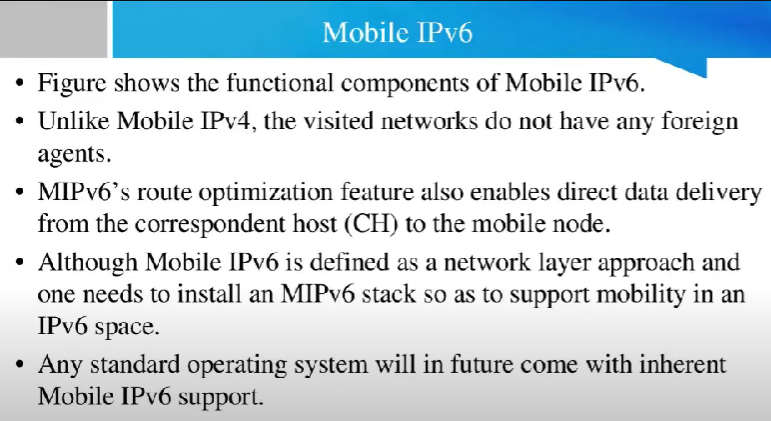 Mobile IPv6
• Figure shows the functional components of Mobile IPv6.
• Unlike Mobile IPv4, the visited networks do not have any foreign
agents.
• MIPv6’s route optimization feature also enables direct data delivery
from the correspondent host (CH) to the mobile node.
• Although Mobile IPv6 is defined as a network layer approach and
one needs to install an MIPv6 stack so as to support mobility in an
IPv6 space.
• Any standard operating system will in future come with inherent
Mobile IPv6 support.